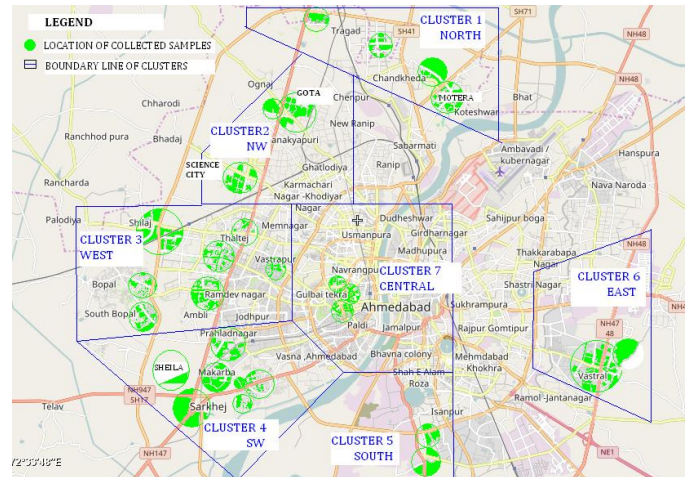 LEGEND
LOCATION OF COLLECTED SAMPLES
BOUNDARY LINE OF CLUSTERS
CLUSTER 1
NORTH
SH71
SH41
Tragad
Chandkheda
NH48
Ognaj
GOTA
Chenpur
MOTERA
Koteshwar
Bhat
Chharodi
CLUSTER2
NW
anakyapuri
New Ranip
Ranchhod pura
Bhadaj
Sabarmati
Ambavadi /
kubernagar
Hanspura
SCIENCE
CITY
Ghatlodiya
Ranip
Rancharda
Karmachari
Nagar -Khodiyar
Nagar
Nava Naroda
Palodiya
Shilaj
Memnagar
Dudheshwar
Sahijpur boga
Thaltej
Usmanpura
Girdharnagar
CLUSTER 3
WEST
Madhupura
Thakkarabapa
Nagar
NH48
Vastrapur
Navrangpu
CLUSTER 7
CENTRAL
CLUSTER 6
EAST
Bopal
Ramdev nagar
Gulbai tekra
Shastri Nagar
South Bopal
Ambli
Jodhpur
Ahmedabad
Sukhrampura
Paldi
Jamalpur
Rajpur Gomtipur
NH47
48
Prahladnagar
Vasna ,Ahmedabad
Bhavna colony
Mehmdabad
- Khokhra
SHEILA
Makarba
Shah E Alam
Roza
Vastral
NH947
SH17
Telav
Sarkhej
Isanpur
Ramol -Jantanagar
CLUSTER 4
SW
CLUSTER 5
SOUTH
NH147
NE1
72°33'48"E